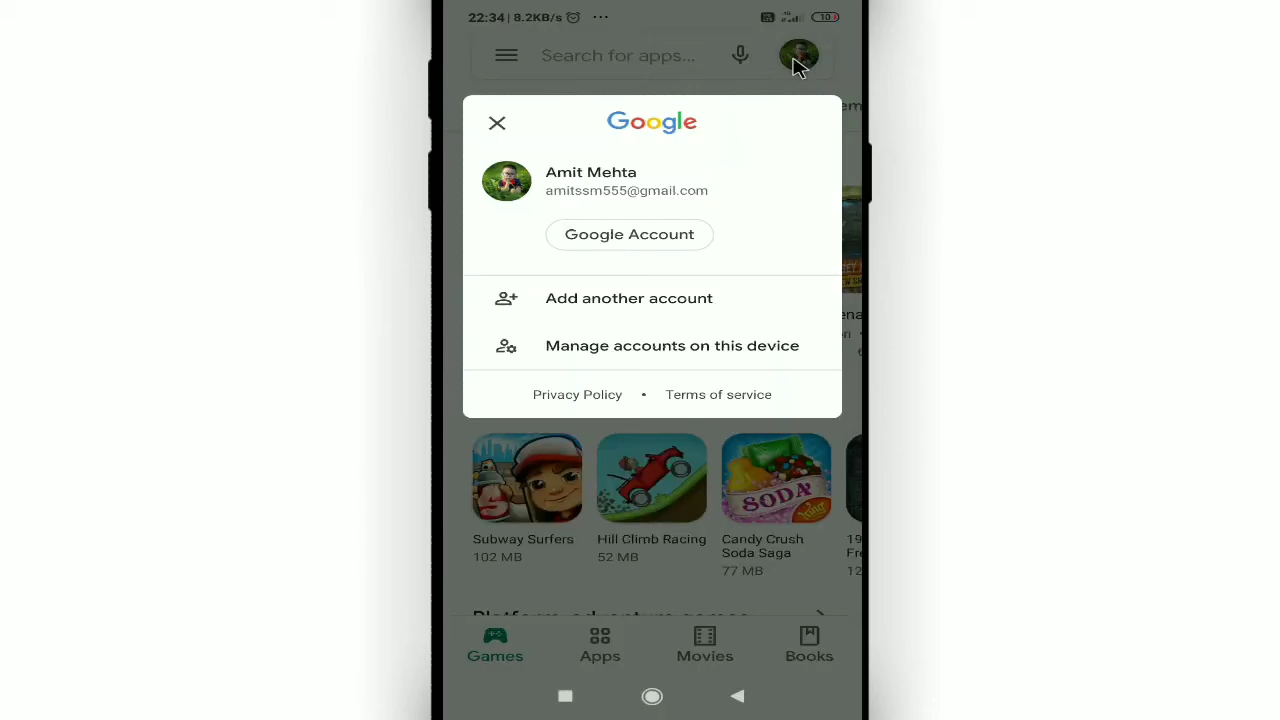 22:34 | 8.2KB/s ...
10
Search for apps...
Google
Amit Mehta
amitssm555@gmail.com
Google Account
Add another account
Manage accounts on this device
Privacy Policy • Terms of service
SODA
King
Subway Surfers
Hill Climb Racing
Candy Crush
Soda Saga
102 MB
52 MB
77 MB
Games
Apps
Movies
Books